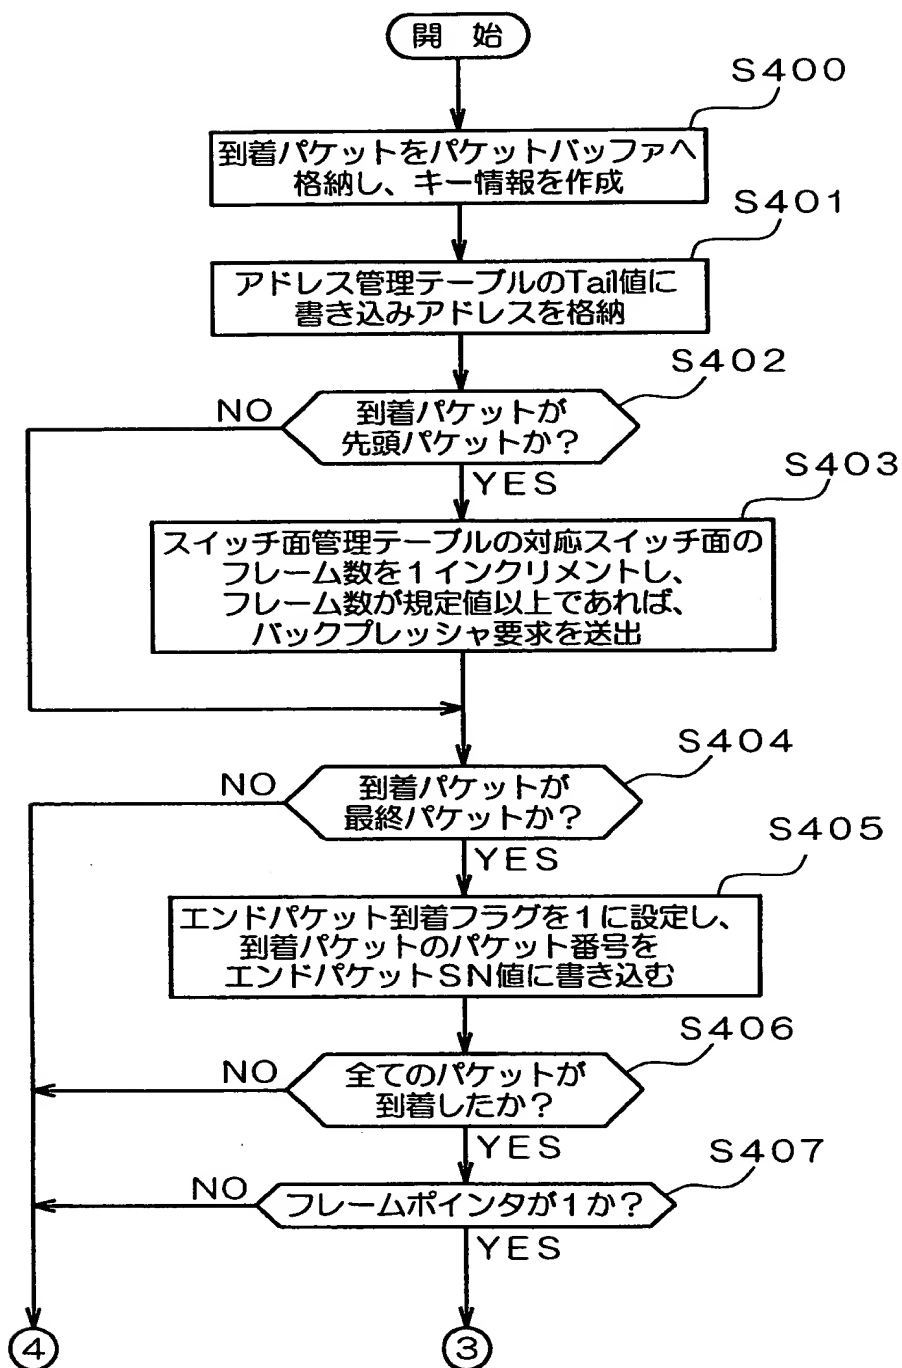 開 始
S400
到着パケットをパケットバッファへ
格納し、キー情報を作成
S401
アドレス管理テーブルのTail値に
書き込みアドレスを格納
S402
NO
到着パケットが
先頭パケットか?
YES
S403
スイッチ面管理テーブルの対応スイッチ面の
フレーム数を1インクリメントし、
フレーム数が規定値以上であれば、
バックプレッシャ要求を送出
S404
NO
到着パケットが
最終パケットか?
YES
S405
エンドパケット到着フラグを1に設定し、
到着パケットのパケット番号を
エンドパケットSN値に書き込む
S406
NO
全てのパケットが
到着したか?
YES
S407
NO
フレームポインタが1か?
YES
④
③